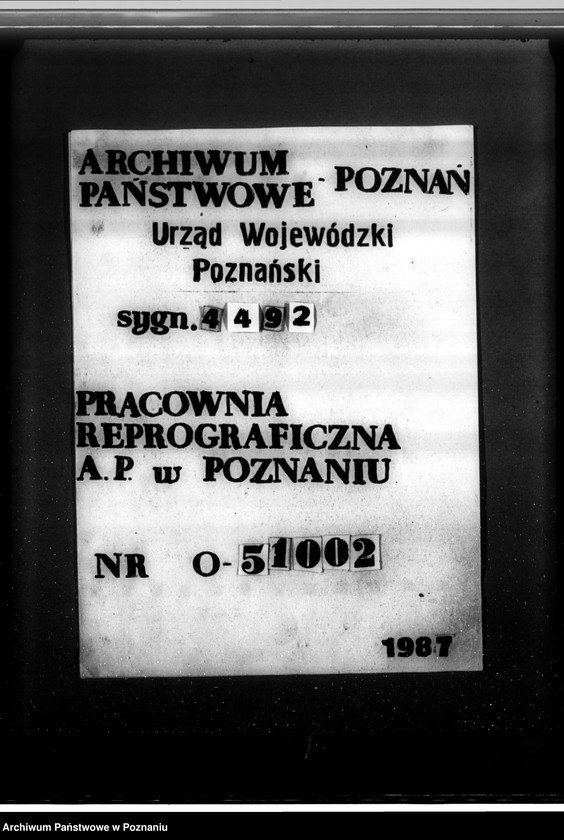 ARCHIWUM
PAŃSTWOWE - POZNAŃ
Urząd Wojewódzki
Poznański
sygn. 4492
PRACOWNIA
REPROGRAFICZNA
A.P. w POZNANIU
NR O-51002
1987
Archiwum Państwowe w Poznaniu